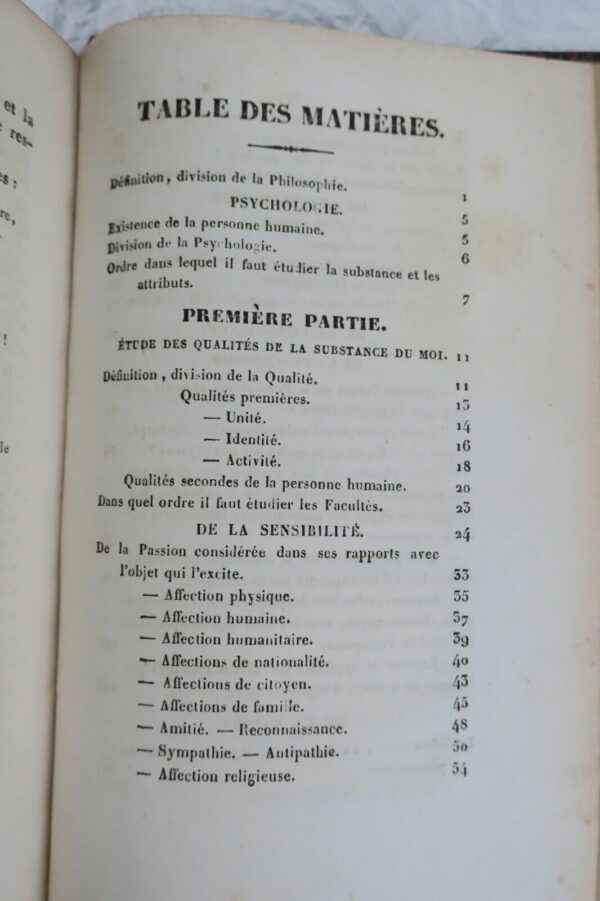 et la
res-
s :
re,
!
le
TABLE DES MATIÈRES.
Définition, division de la Philosophie. 1
PSYCHOLOGIE. 5
Existence de la personne humaine. 5
Division de la Psychologie. 6
Ordre dans lequel il faut étudier la substance et les
attributs. 7
PREMIÈRE PARTIE.
ÉTUDE DES QUALITÉS DE LA SUBSTANCE DU MOI. 11
Définition, division de la Qualité. 11
Qualités premières. 13
— Unité. 14
— Identité. 16
— Activité. 18
Qualités secondes de la personne humaine. 20
Dans quel ordre il faut étudier les Facultés. 23
DE LA SENSIBILITÉ. 24
De la Passion considérée dans ses rapports avec
l'objet qui l'excite. 33
— Affection physique. 35
— Affection humaine. 37
— Affection humanitaire. 39
— Affections de nationalité. 40
— Affections de citoyen. 43
— Affections de famille. 45
— Amitié. — Reconnaissance. 48
— Sympathie. — Antipathie. 50
— Affection religieuse. 54